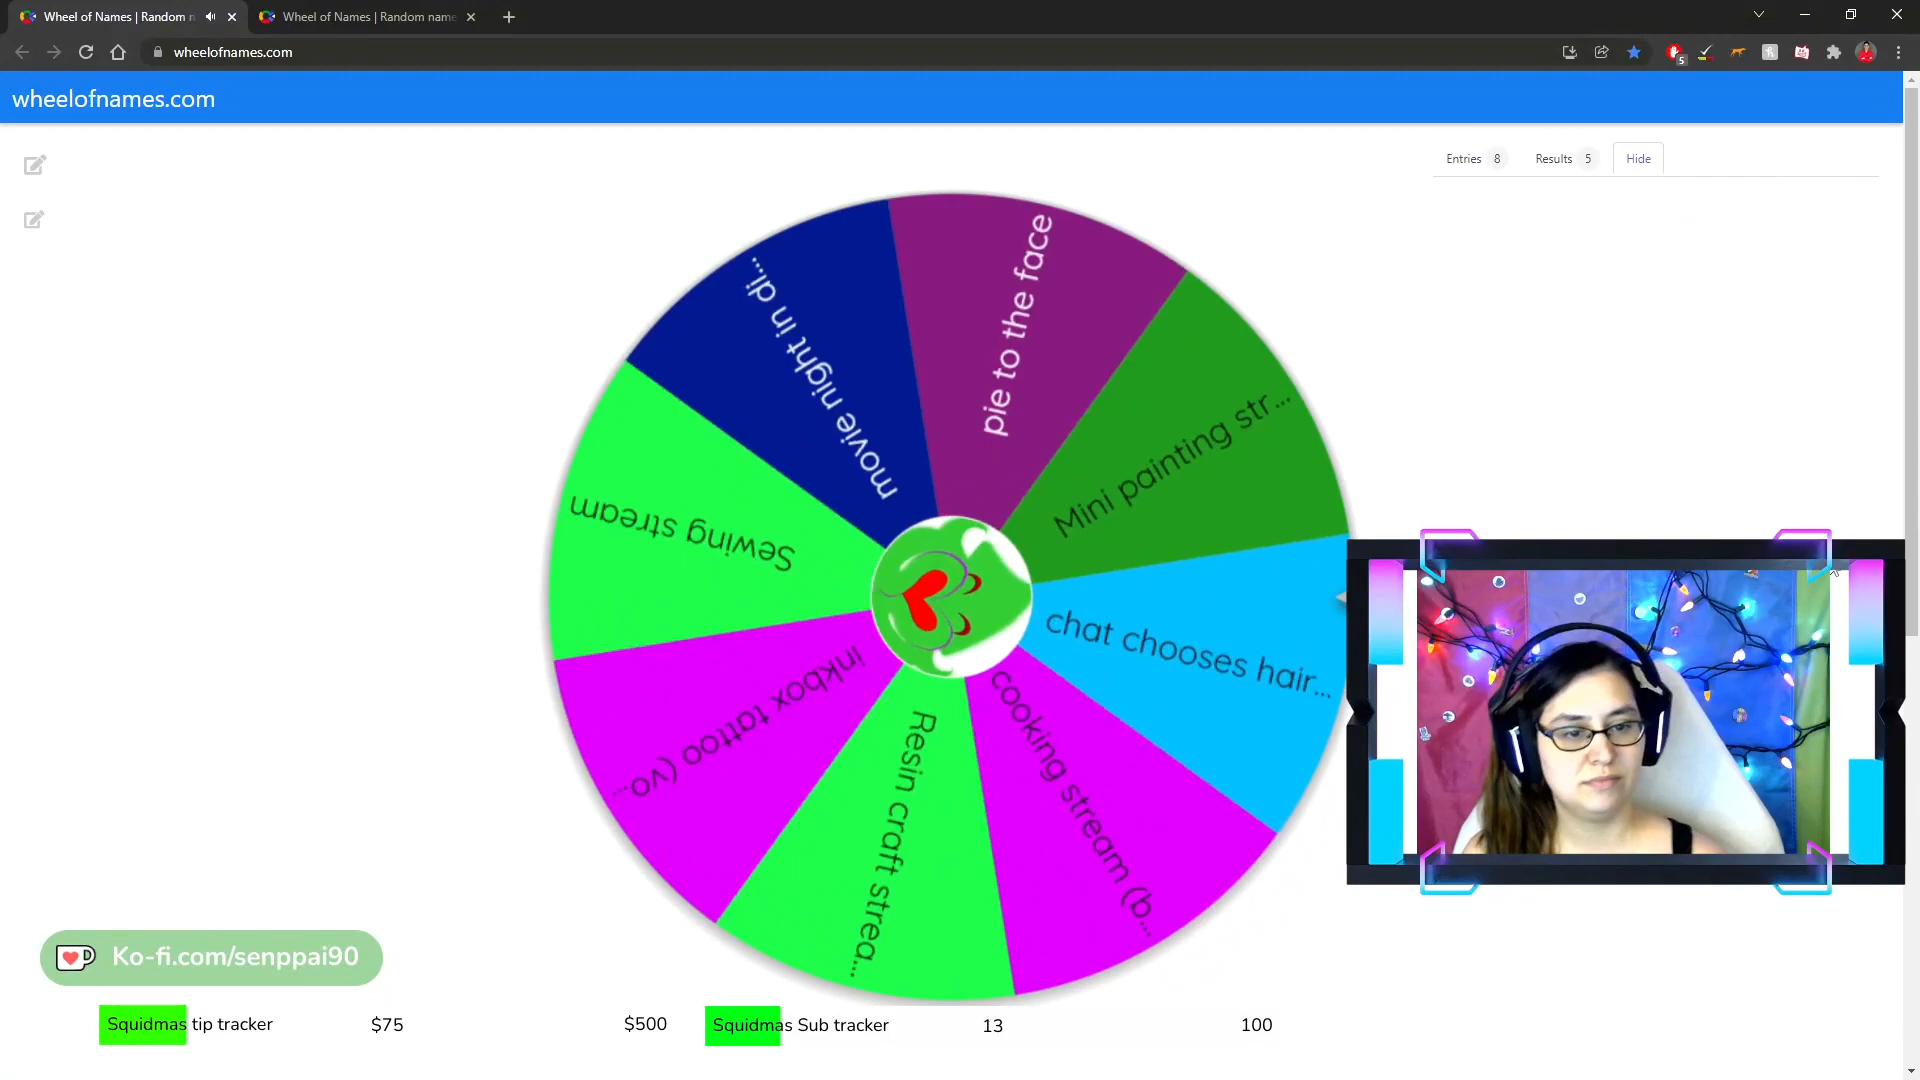 Wheel of Names | Random n
Wheel of Names | Random name
wheelofnames.com
5
wheelofnames.com
Entries 8
Results 5
Hide
pie to the face
Mini painting str...
chat chooses hair...
cooking stream (b...
Resin craft strea...
inkbox tattoo (vo...
Sewing stream
movie night in di...
Ko-fi.com/senppai90
Squidmas tip tracker $75 $500
Squidmas Sub tracker 13 100